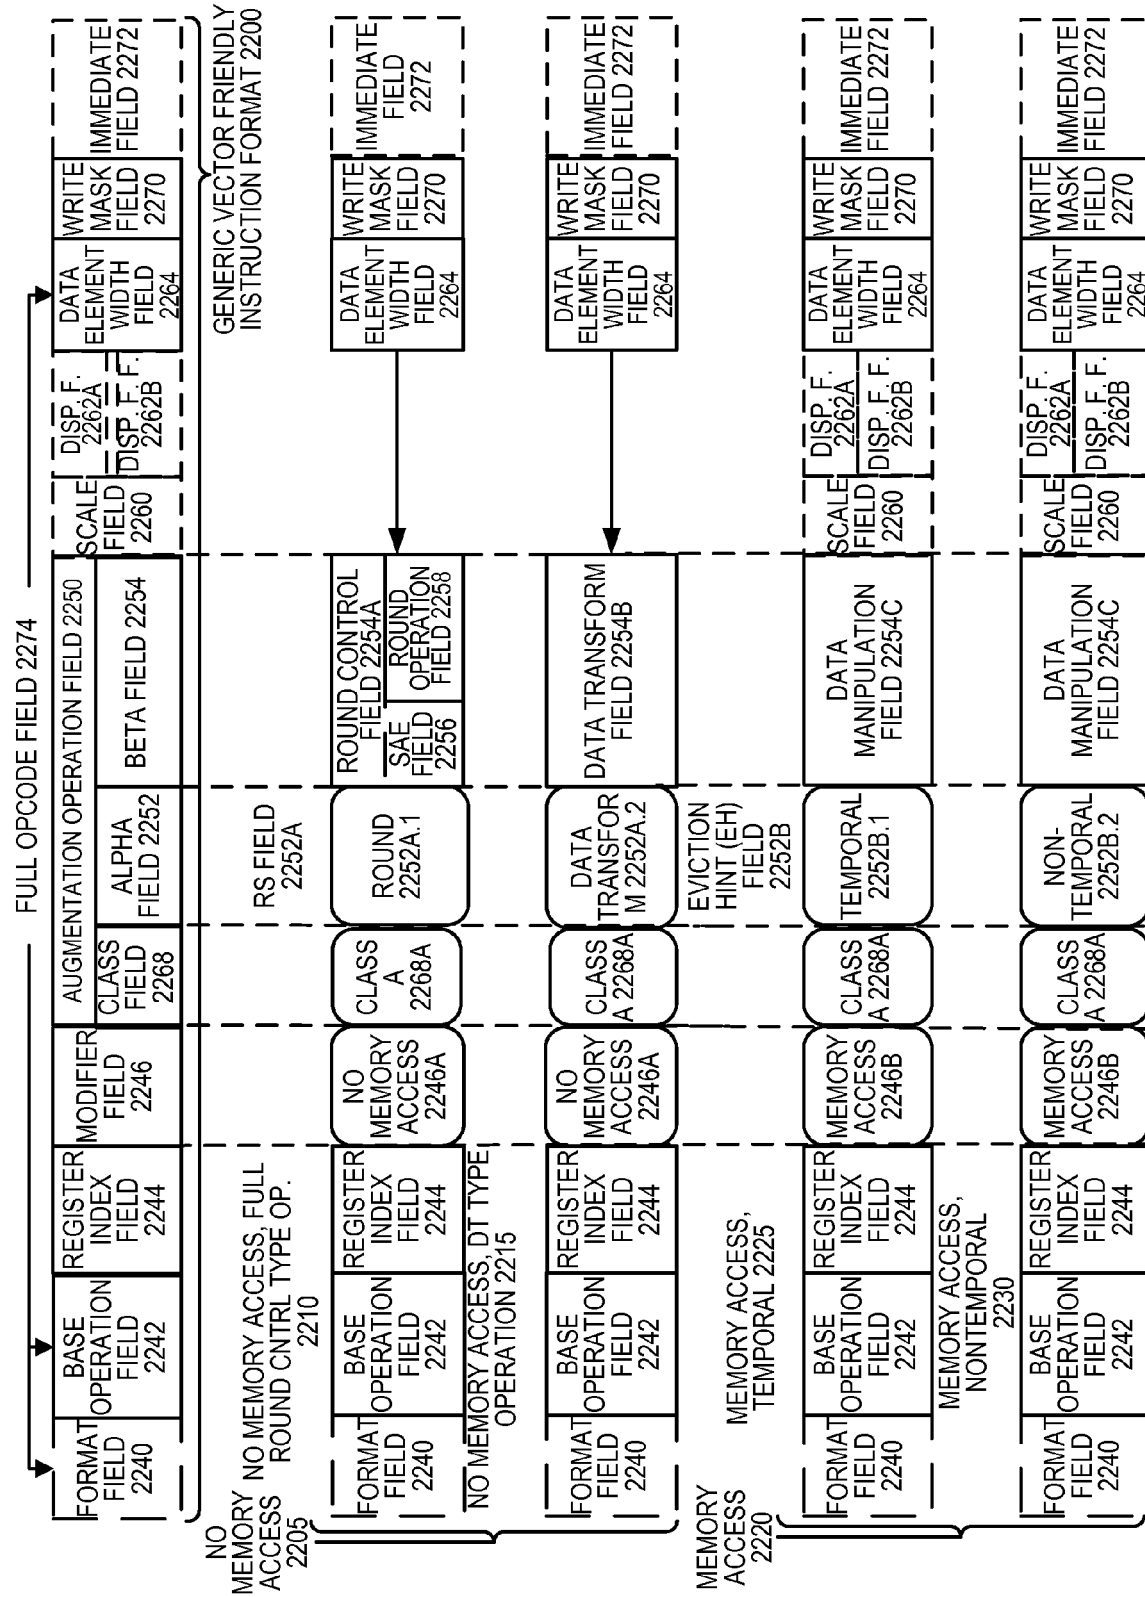 FULL OPCODE FIELD 2274
FORMAT
FIELD
2240
BASE
OPERATION
FIELD
2242
REGISTER
INDEX
FIELD
2244
MODIFIER
FIELD
2246
AUGMENTATION OPERATION FIELD 2250
CLASS
FIELD
2268
ALPHA
FIELD 2252
BETA FIELD 2254
SCALE
FIELD
2260
DISP. F.
2262A
DISP. F. F.
2262B
DATA
ELEMENT
WIDTH
FIELD
2264
WRITE
MASK
FIELD
2270
IMMEDIATE
FIELD 2272
GENERIC VECTOR FRIENDLY
INSTRUCTION FORMAT 2200
NO
MEMORY
ACCESS
2205
NO MEMORY ACCESS, FULL
ROUND CNTRL TYPE OP.
2210
RS FIELD
2252A
FORMAT
FIELD
2240
BASE
OPERATION
FIELD
2242
REGISTER
INDEX
FIELD
2244
NO
MEMORY
ACCESS
2246A
CLASS
A
2268A
ROUND
2252A.1
ROUND CONTROL
FIELD 2254A
SAE
FIELD
2256
ROUND
OPERATION
FIELD 2258
DATA
ELEMENT
WIDTH
FIELD
2264
WRITE
MASK
FIELD
2270
IMMEDIATE
FIELD
2272
NO MEMORY ACCESS, DT TYPE
OPERATION 2215
FORMAT
FIELD
2240
BASE
OPERATION
FIELD
2242
REGISTER
INDEX
FIELD
2244
NO
MEMORY
ACCESS
2246A
CLASS
A 2268A
DATA
TRANSFOR
M 2252A.2
DATA TRANSFORM
FIELD 2254B
DATA
ELEMENT
WIDTH
FIELD
2264
WRITE
MASK
FIELD
2270
IMMEDIATE
FIELD 2272
MEMORY
ACCESS
2220
MEMORY ACCESS,
TEMPORAL 2225
EVICTION
HINT (EH)
FIELD
2252B
FORMAT
FIELD
2240
BASE
OPERATION
FIELD
2242
REGISTER
INDEX
FIELD
2244
MEMORY
ACCESS
2246B
CLASS
A 2268A
TEMPORAL
2252B.1
DATA
MANIPULATION
FIELD 2254C
SCALE
FIELD
2260
DISP. F.
2262A
DISP. F. F.
2262B
DATA
ELEMENT
WIDTH
FIELD
2264
WRITE
MASK
FIELD
2270
IMMEDIATE
FIELD 2272
MEMORY ACCESS,
NONTEMPORAL
2230
FORMAT
FIELD
2240
BASE
OPERATION
FIELD
2242
REGISTER
INDEX
FIELD
2244
MEMORY
ACCESS
2246B
CLASS
A 2268A
NON-
TEMPORAL
2252B.2
DATA
MANIPULATION
FIELD 2254C
SCALE
FIELD
2260
DISP. F.
2262A
DISP. F. F.
2262B
DATA
ELEMENT
WIDTH
FIELD
2264
WRITE
MASK
FIELD
2270
IMMEDIATE
FIELD 2272